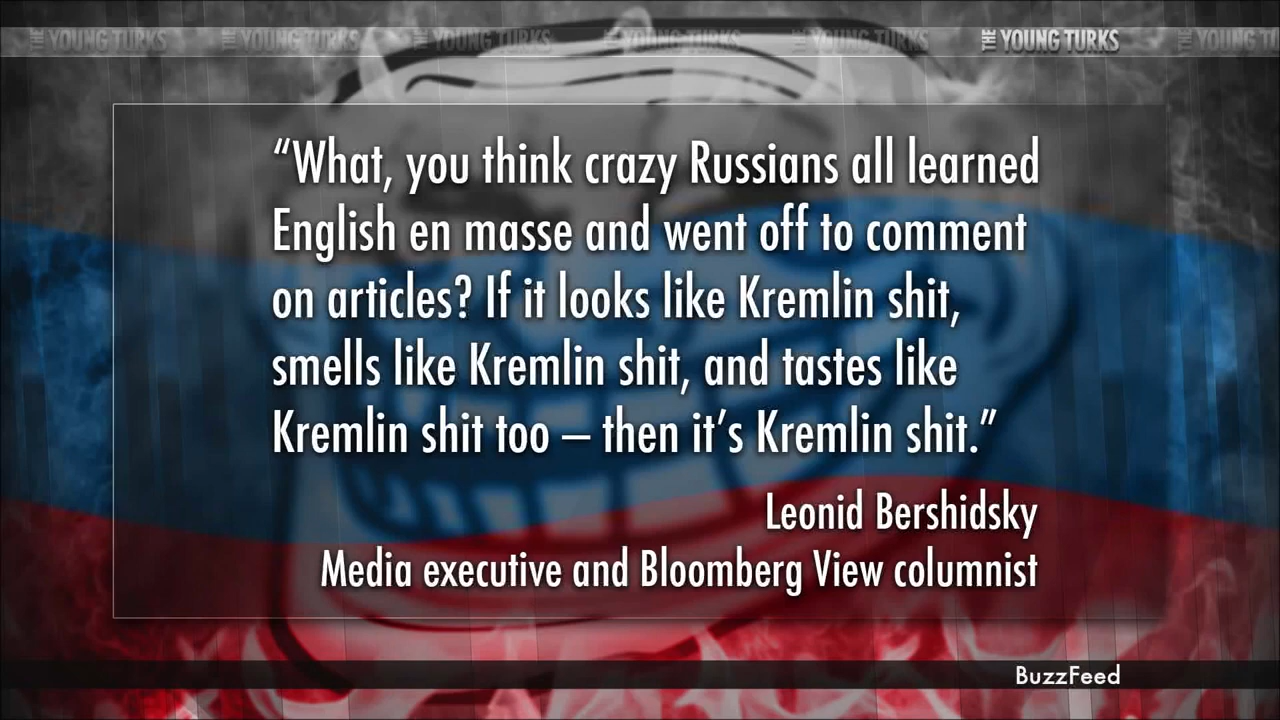 THE YOUNG TURKS THE YOUNG TURKS THE YOUNG TURKS THE YOUNG TURKS THE YOUNG TURKS THE YOUNG TURKS THE YOUNG TU
“What, you think crazy Russians all learned
English en masse and went off to comment
on articles? If it looks like Kremlin shit,
smells like Kremlin shit, and tastes like
Kremlin shit too – then it’s Kremlin shit.”
Leonid Bershidsky
Media executive and Bloomberg View columnist
BuzzFeed